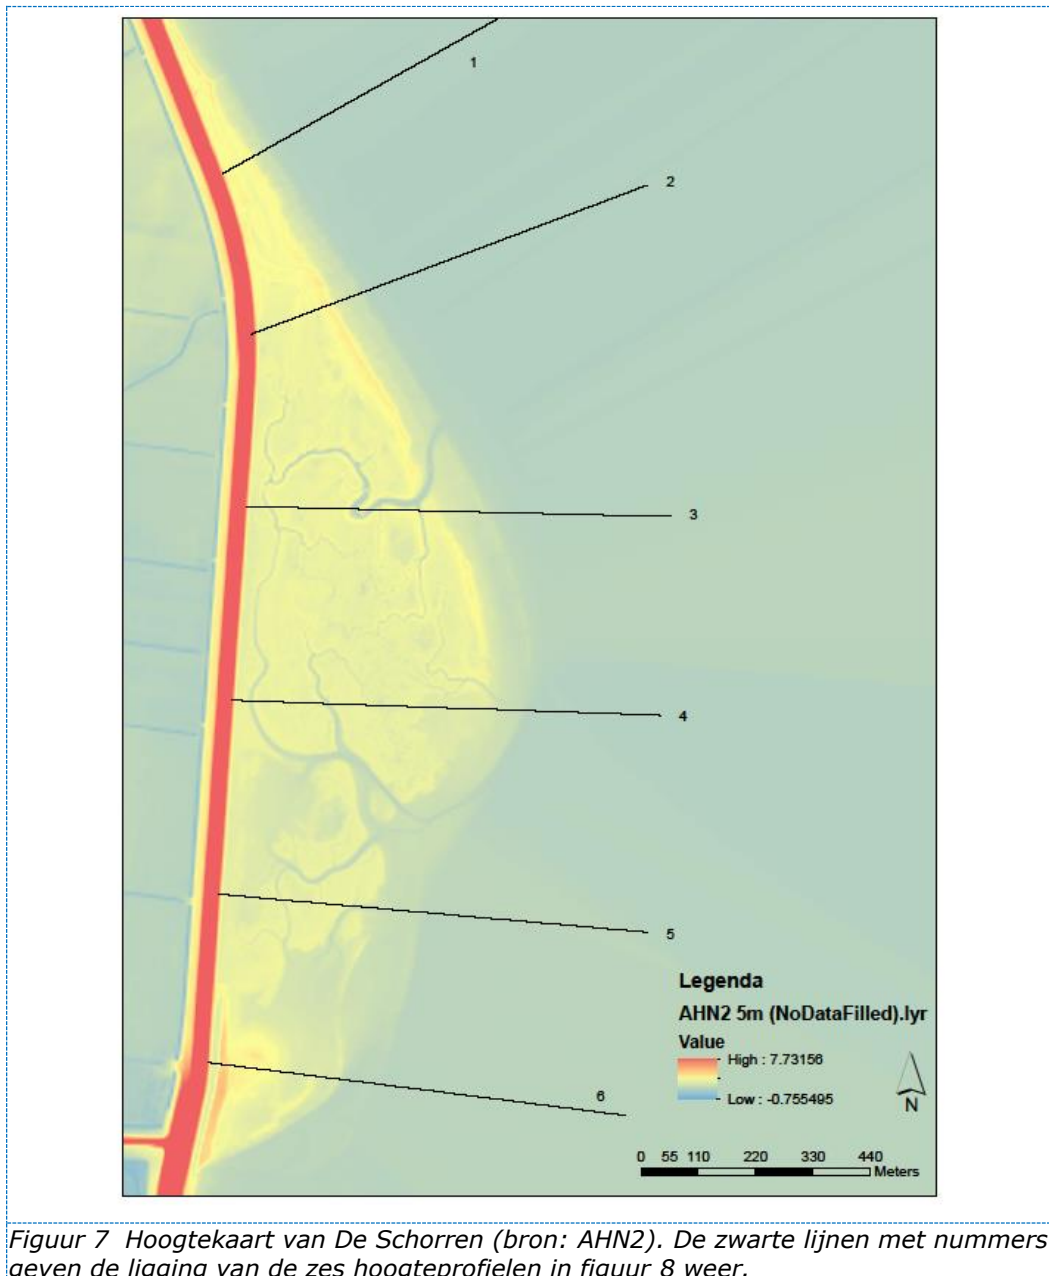 1
2
3
4
5
6
Legenda
AHN2 5m (NoDataFilled).lyr
Value
High : 7.73156
Low : -0.755495
N
0 55 110 220 330 440
Meters
Figuur 7 Hoogtekaart van De Schorren (bron: AHN2). De zwarte lijnen met nummers
geven de ligging van de zes hoogteprofielen in figuur 8 weer.